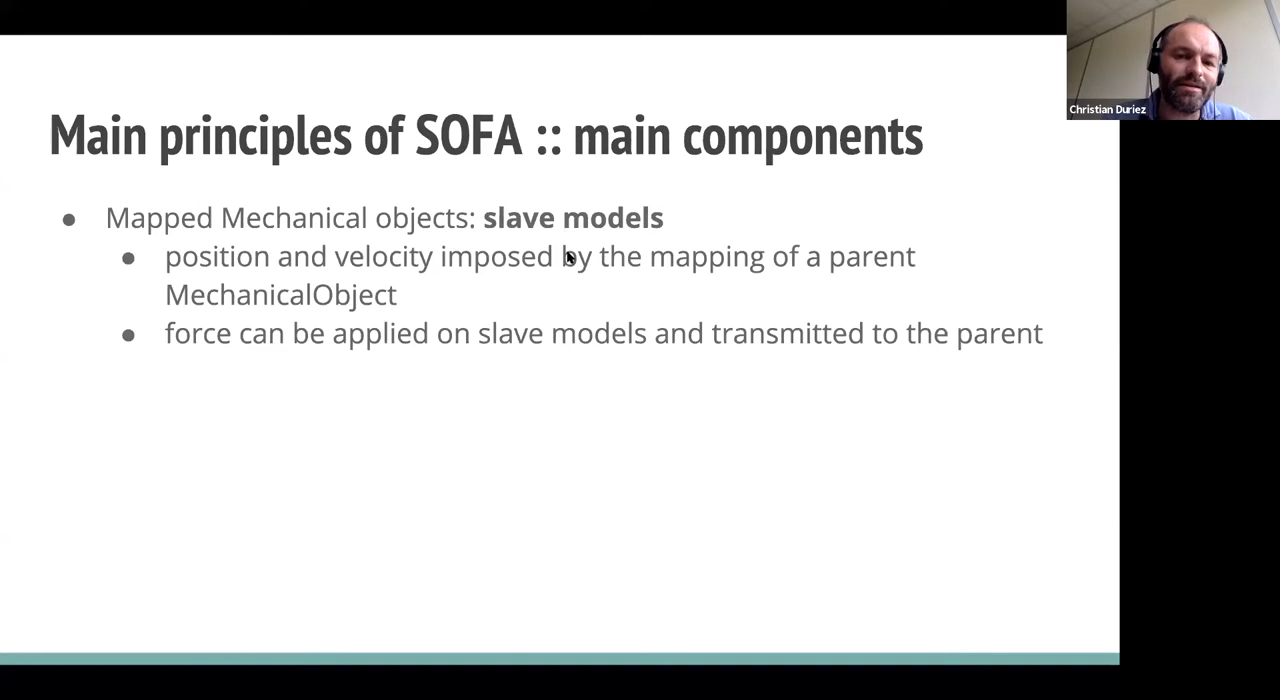 Christian Duriez
Main principles of SOFA :: main components
● Mapped Mechanical objects: slave models
● position and velocity imposed by the mapping of a parent
MechanicalObject
● force can be applied on slave models and transmitted to the parent